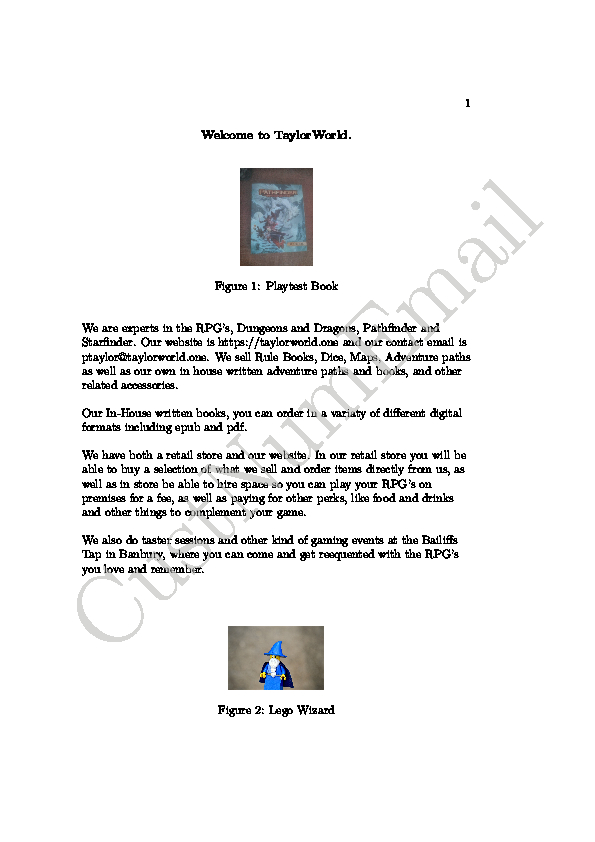 1
Welcome to TaylorWorld.
PATHFINDER
Figure 1: Playtest Book
We are experts in the RPG's, Dungeons and Dragons, Pathfinder and
Starfinder. Our website is https://taylorworld.one and our contact email is
ptaylor@taylorworld.one. We sell Rule Books, Dice, Maps, Adventure paths
as well as our own in house written adventure paths and books, and other
related accessories.
Our In-House written books, you can order in a variaty of different digital
formats including epub and pdf.
We have both a retail store and our website. In our retail store you will be
able to buy a selection of what we sell and order items directly from us, as
well as in store be able to hire space so you can play your RPG's on
premises for a fee, as well as paying for other perks, like food and drinks
and other things to complement your game.
We also do taster sessions and other kind of gaming events at the Bailiffs
Tap in Banbury, where you can come and get reequented with the RPG's
you love and remember.
Figure 2: Lego Wizard
CustNumEmail